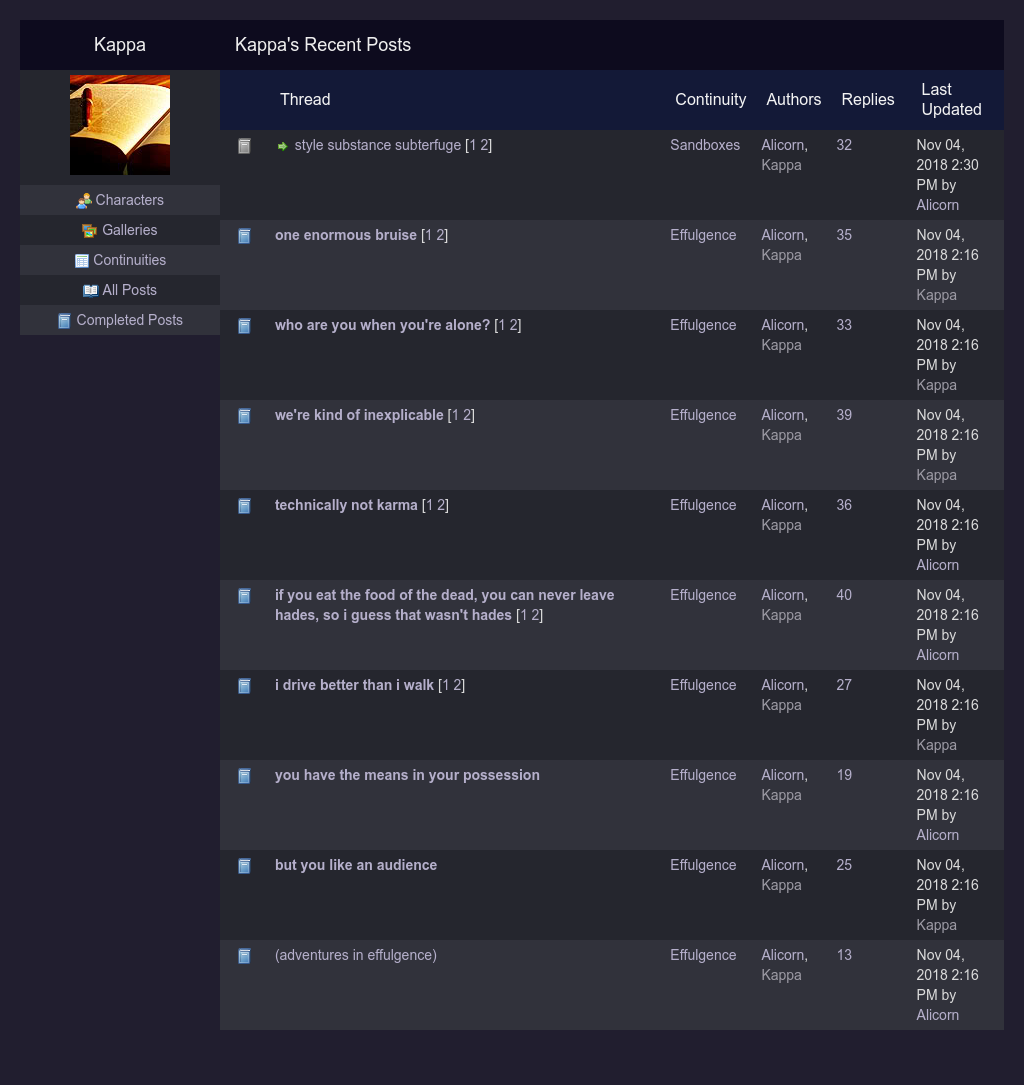 Kappa
Kappa's Recent Posts
Characters
Galleries
Continuities
All Posts
Completed Posts
Thread Continuity Authors Replies Last
Updated
style substance subterfuge [1 2] Sandboxes Alicorn, 32 Nov 04,
Kappa 2018 2:30
PM by
Alicorn
one enormous bruise [1 2] Effulgence Alicorn, 35 Nov 04,
Kappa 2018 2:16
PM by
Kappa
who are you when you're alone? [1 2] Effulgence Alicorn, 33 Nov 04,
Kappa 2018 2:16
PM by
Kappa
we're kind of inexplicable [1 2] Effulgence Alicorn, 39 Nov 04,
Kappa 2018 2:16
PM by
Kappa
technically not karma [1 2] Effulgence Alicorn, 36 Nov 04,
Kappa 2018 2:16
PM by
Alicorn
if you eat the food of the dead, you can never leave Effulgence Alicorn, 40 Nov 04,
hades, so i guess that wasn't hades [1 2] Kappa 2018 2:16
PM by
Alicorn
i drive better than i walk [1 2] Effulgence Alicorn, 27 Nov 04,
Kappa 2018 2:16
PM by
Kappa
you have the means in your possession Effulgence Alicorn, 19 Nov 04,
Kappa 2018 2:16
PM by
Alicorn
but you like an audience Effulgence Alicorn, 25 Nov 04,
Kappa 2018 2:16
PM by
Kappa
(adventures in effulgence) Effulgence Alicorn, 13 Nov 04,
Kappa 2018 2:16
PM by
Alicorn